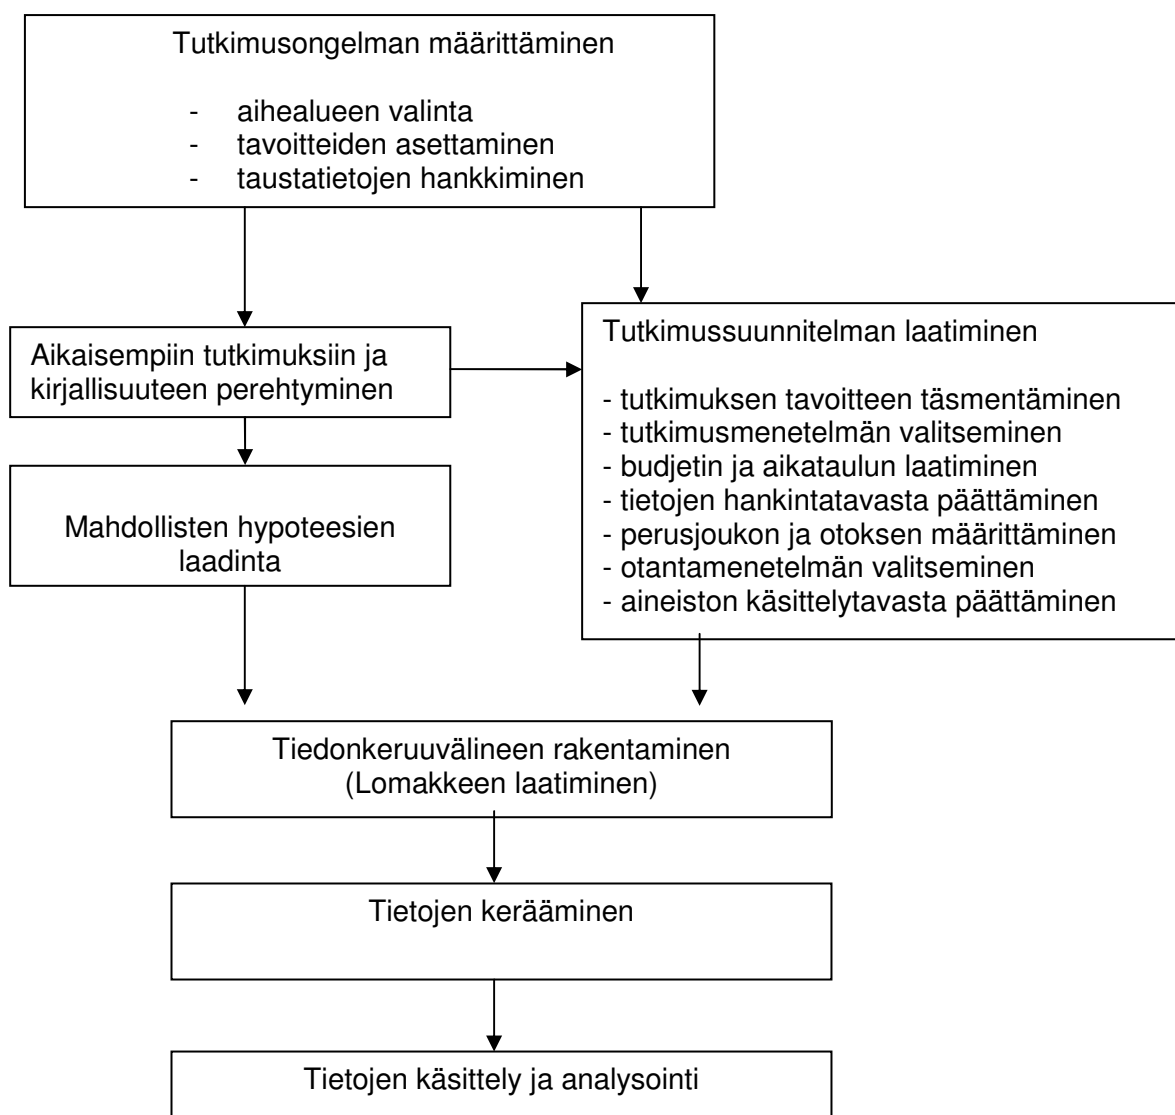 Tutkimusongelman määrittäminen
- aihealueen valinta
- tavoitteiden asettaminen
- taustatietojen hankkiminen
Aikaisempiin tutkimuksiin ja
kirjallisuuteen perehtyminen
Mahdollisten hypoteesien
laadinta
Tutkimussuunnitelman laatiminen
- tutkimuksen tavoitteen täsmentäminen
- tutkimusmenetelmän valitseminen
- budjetin ja aikataulun laatiminen
- tietojen hankintatavasta päättäminen
- perusjoukon ja otoksen määrittäminen
- otantamenetelmän valitseminen
- aineiston käsittelytavasta päättäminen
Tiedonkeruuvälineen rakentaminen
(Lomakkeen laatiminen)
Tietojen kerääminen
Tietojen käsittely ja analysointi